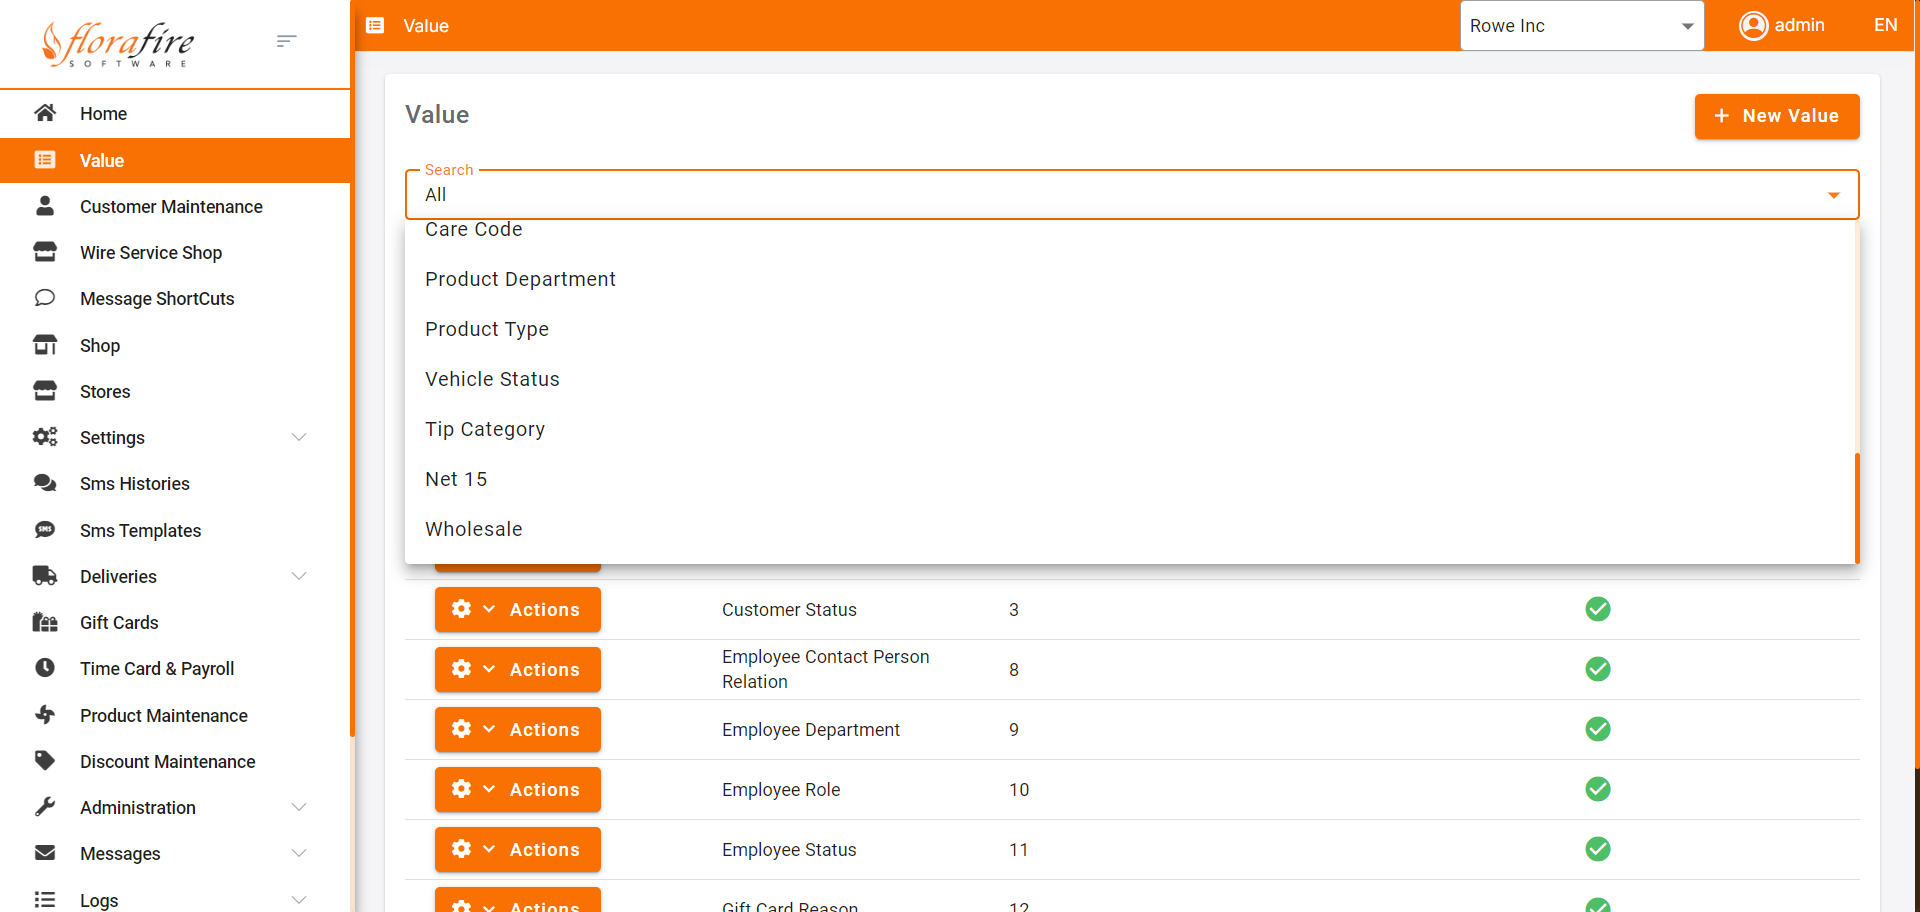 florafire
SOFTWARE
Value
Rowe Inc
admin
EN
Home
Value
Customer Maintenance
Wire Service Shop
Message ShortCuts
Shop
Stores
Settings
Sms Histories
SMS
Sms Templates
Deliveries
Gift Cards
Time Card & Payroll
Product Maintenance
Discount Maintenance
Administration
Messages
Logs
Value
New Value
Search
All
Care Code
Product Department
Product Type
Vehicle Status
Tip Category
Net 15
Wholesale
Actions Customer Status 3
Actions Employee Contact Person
Relation 8
Actions Employee Department 9
Actions Employee Role 10
Actions Employee Status 11
Actions Gift Card Reason 12